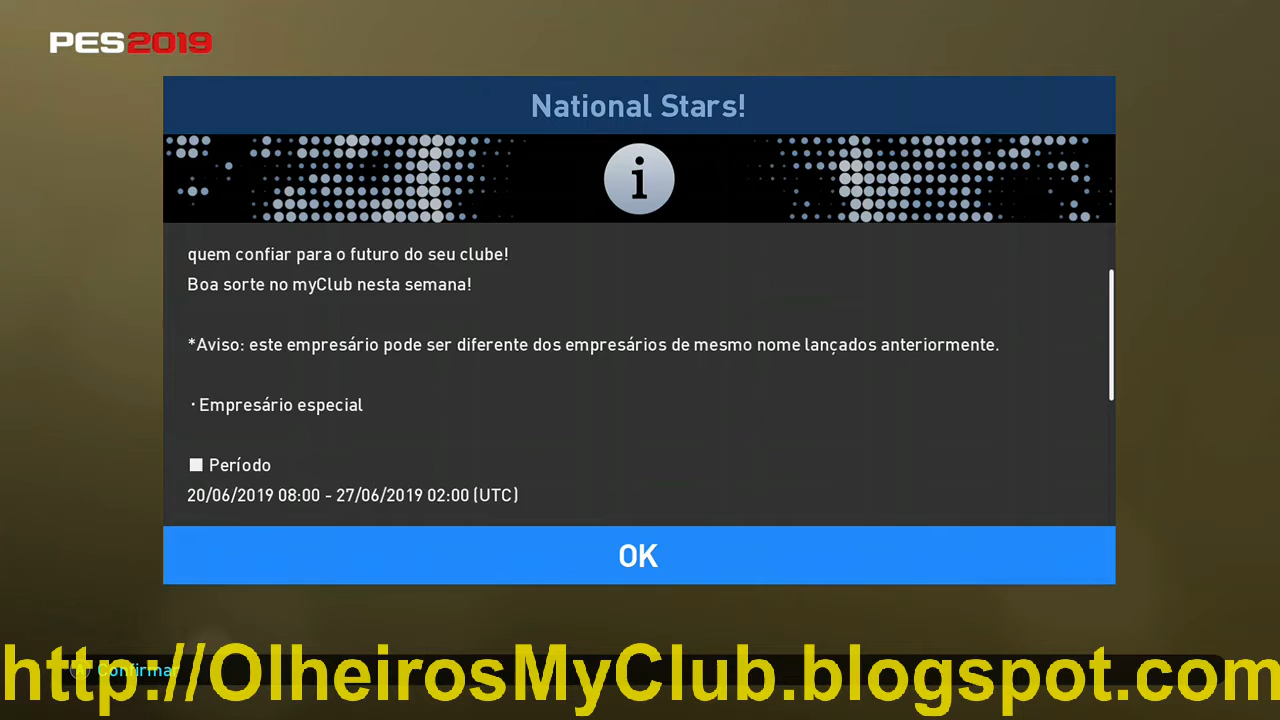 PES2019
National Stars!
i
quem confiar para o futuro do seu clube!
Boa sorte no myClub nesta semana!
*Aviso: este empresário pode ser diferente dos empresários de mesmo nome lançados anteriormente.
・Empresário especial
■ Período
20/06/2019 08:00 - 27/06/2019 02:00 (UTC)
OK
Confirmar
http://OlheirosMyClub.blogspot.com